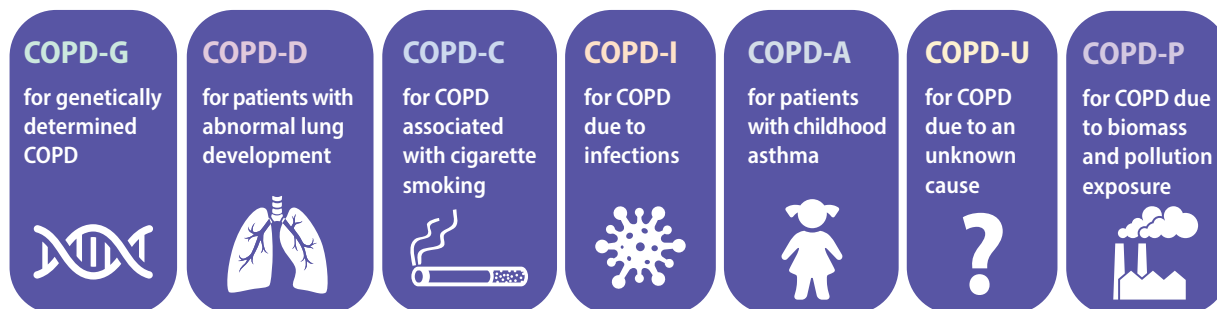 COPD-G
for genetically
determined
COPD
COPD-D
for patients with
abnormal lung
development
COPD-C
for COPD
associated
with cigarette
smoking
COPD-I
for COPD
due to
infections
COPD-A
for patients
with childhood
asthma
COPD-U
for COPD
due to an
unknown
cause
?
COPD-P
for COPD due
to biomass
and pollution
exposure